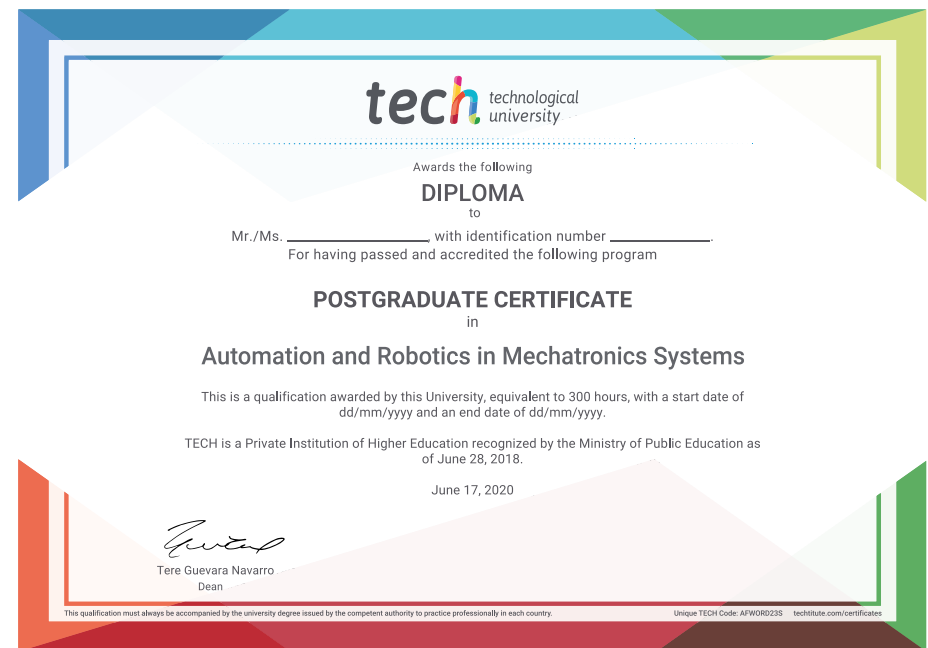 tech technological
university
Awards the following
DIPLOMA
to
Mr./Ms. ____________, with identification number ____________.
For having passed and accredited the following program
POSTGRADUATE CERTIFICATE
in
Automation and Robotics in Mechatronics Systems
This is a qualification awarded by this University, equivalent to 300 hours, with a start date of
dd/mm/yyyy and an end date of dd/mm/yyyy.
TECH is a Private Institution of Higher Education recognized by the Ministry of Public Education as
of June 28, 2018.
June 17, 2020
Tere Guevara Navarro
Dean
This qualification must always be accompanied by the university degree issued by the competent authority to practice professionally in each country. Unique TECH Code: AFWORD23S techtitute.com/certificates